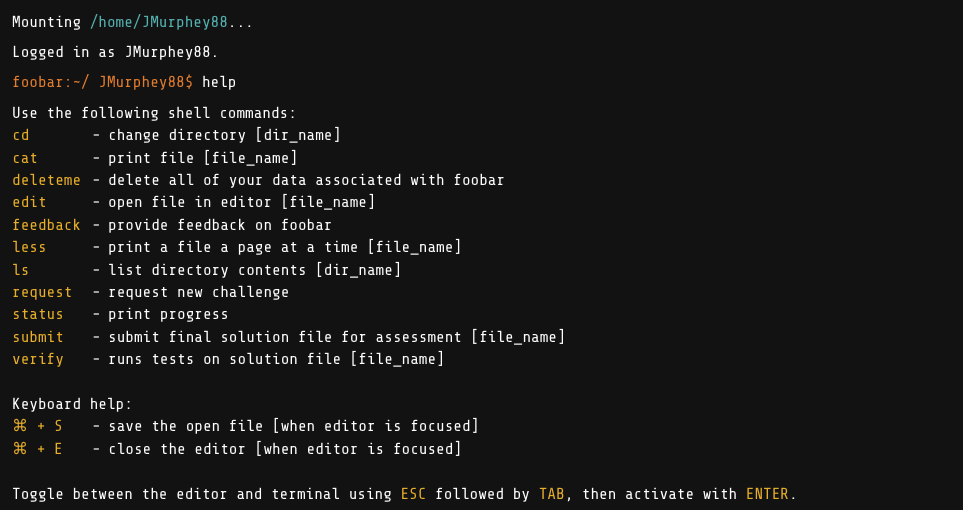 Mounting /home/JMurphey88...
Logged in as JMurphey88.
foobar:~/ JMurphey88$ help
Use the following shell commands:
cd - change directory [dir_name]
cat - print file [file_name]
deleteme - delete all of your data associated with foobar
edit - open file in editor [file_name]
feedback - provide feedback on foobar
less - print a file a page at a time [file_name]
ls - list directory contents [dir_name]
request - request new challenge
status - print progress
submit - submit final solution file for assessment [file_name]
verify - runs tests on solution file [file_name]
Keyboard help:
⌘ + S - save the open file [when editor is focused]
⌘ + E - close the editor [when editor is focused]
Toggle between the editor and terminal using ESC followed by TAB, then activate with ENTER.